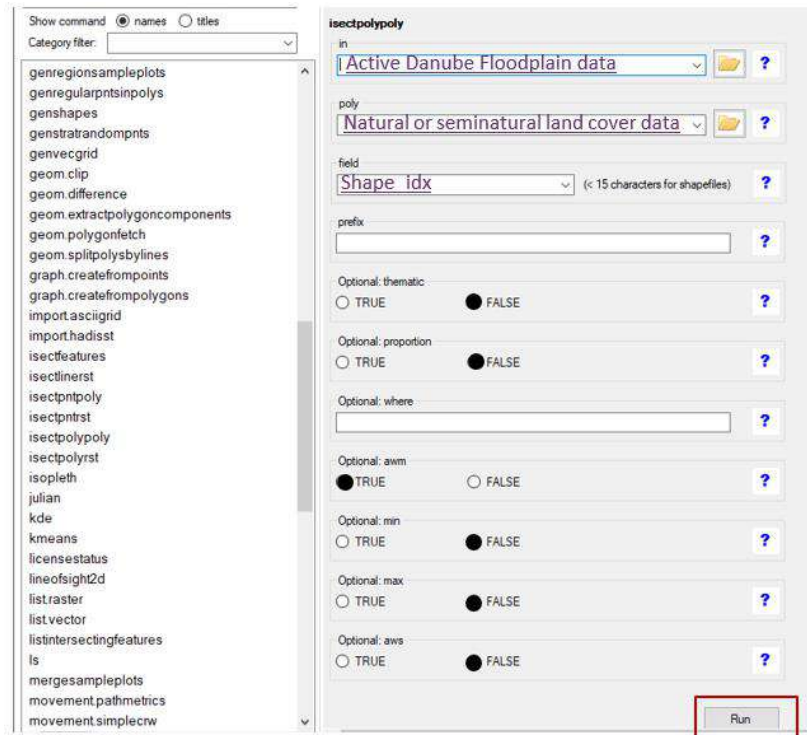 Show command names titles
Category filter:
genregionsampleplots
genregularpntsinpolys
genshapes
genstratrandompnts
genvecgrid
geom.clip
geom.difference
geom.extractpolygoncomponents
geom.polygonfetch
geom.splitpolysbylines
graph.createfrompoints
graph.createfrompolygons
import.asciigrid
import.hadisst
isectfeatures
isectlinerst
isectpntpoly
isectpntrst
isectpolypoly
isectpolyrst
isopleth
julian
kde
kmeans
licensestatus
lineofsight2d
list.raster
list.vector
listintersectingfeatures
ls
mergesampleplots
movement.pathmetrics
movement.simplecrw
isectpolypoly
in
Active Danube Floodplain data ?
poly
Natural or seminatural land cover data ?
field
Shape_idx (< 15 characters for shapefiles) ?
prefix
?
Optional: thematic
TRUE FALSE ?
Optional: proportion
TRUE FALSE ?
Optional: where
?
Optional: awm
TRUE FALSE ?
Optional: min
TRUE FALSE ?
Optional: max
TRUE FALSE ?
Optional: aws
TRUE FALSE ?
Run